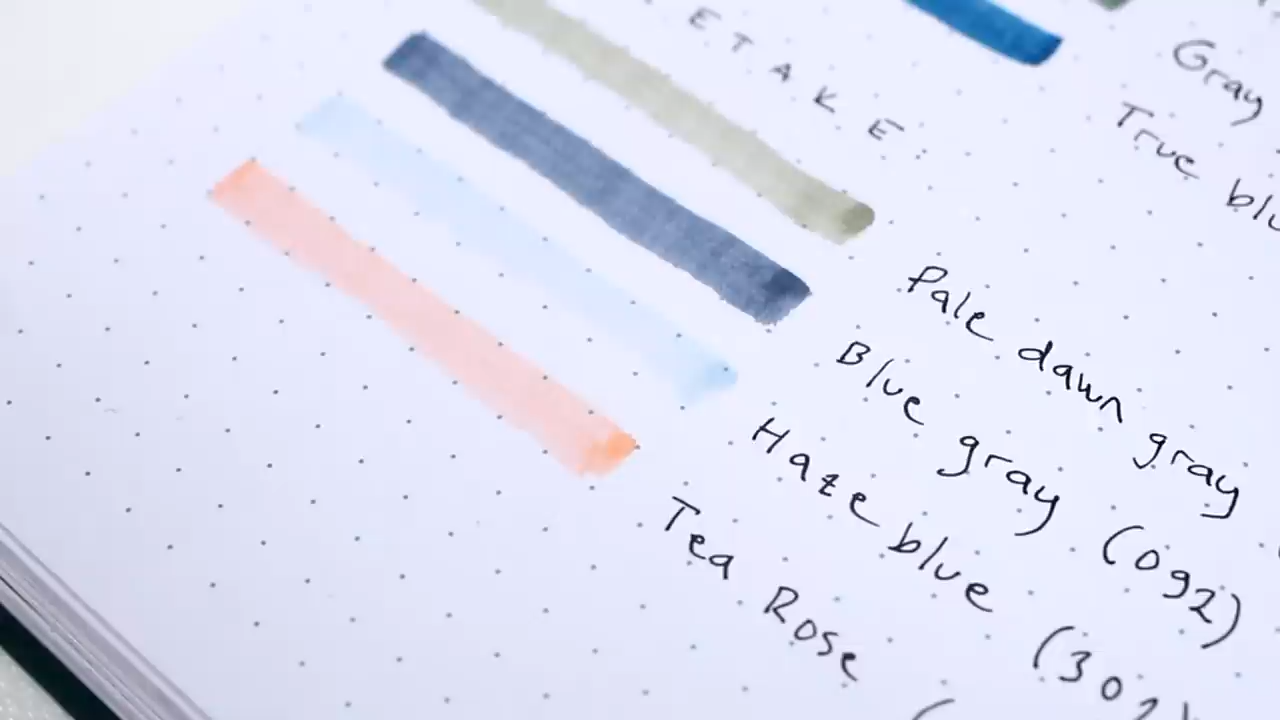 ETAKE:
Gray
True blu
Pale dawn gray
Blue gray (092)
Haze blue (302)
Tea Rose (